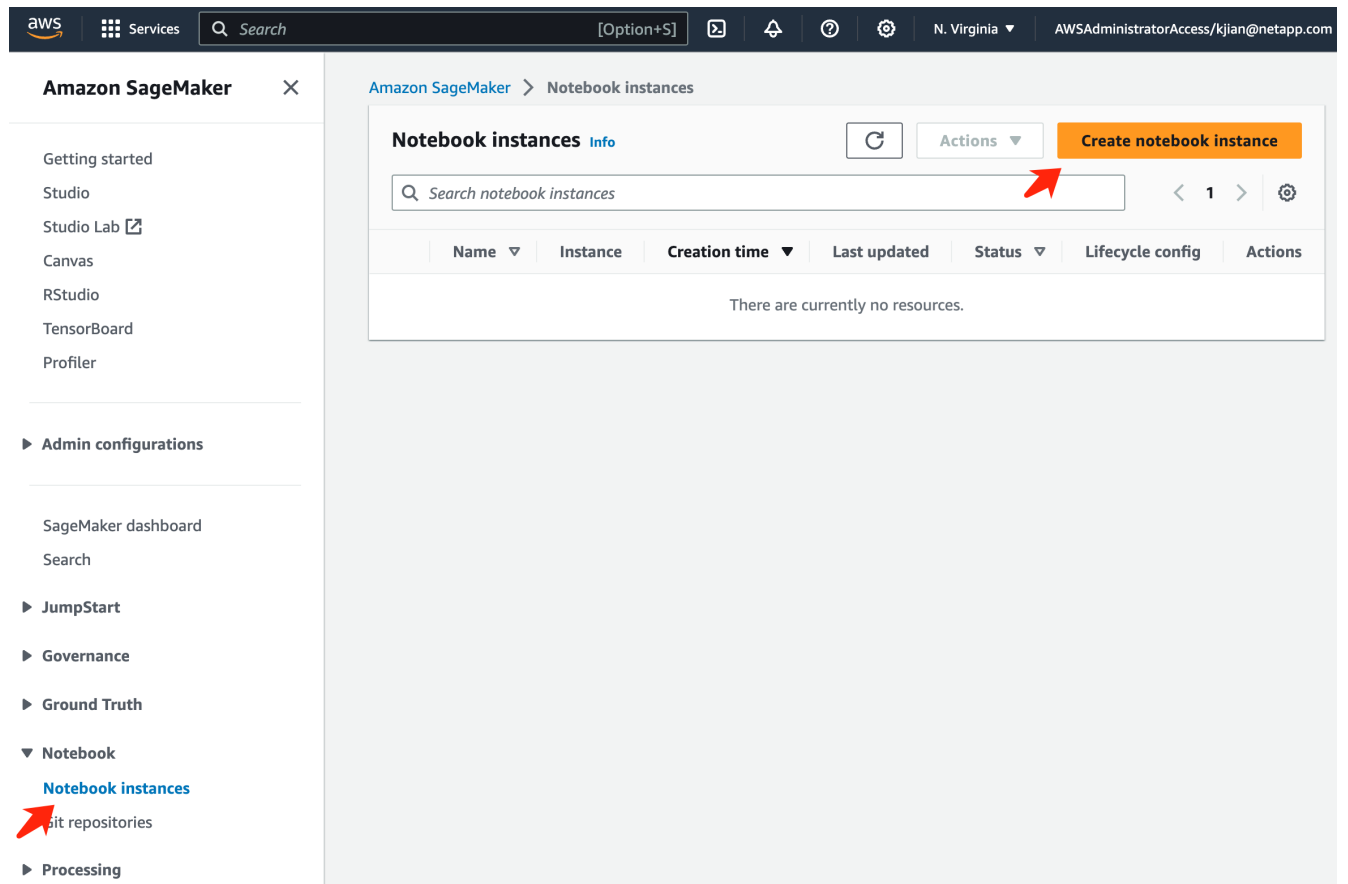 aws
Services
Search [Option+S]
N. Virginia
AWSAdministratorAccess/kjian@netapp.com
Amazon SageMaker
Getting started
Studio
Studio Lab
Canvas
RStudio
TensorBoard
Profiler
Admin configurations
SageMaker dashboard
Search
JumpStart
Governance
Ground Truth
Notebook
Notebook instances
Git repositories
Processing
Amazon SageMaker > Notebook instances
Notebook instances Info
Actions
Create notebook instance
Search notebook instances
1
Name Instance Creation time Last updated Status Lifecycle config Actions
There are currently no resources.